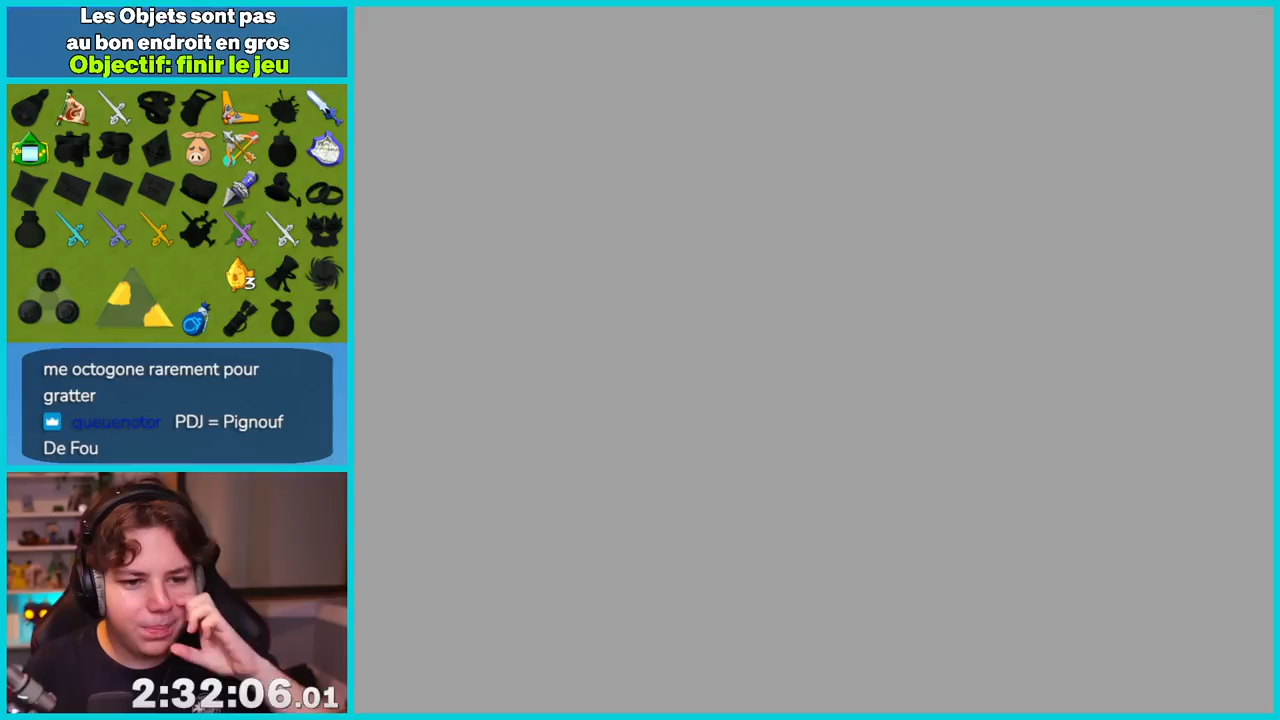 Les Objets sont pas
au bon endroit en gros
Objectif: finir le jeu
3
me octogone rarement pour
gratter
queuenotor PDJ = Pignouf
De Fou
2:32:06.01